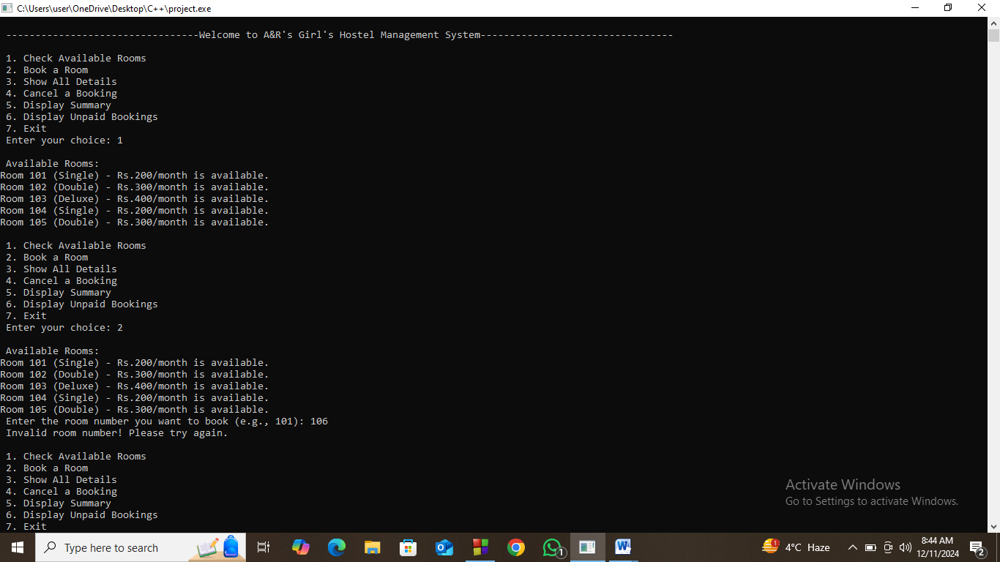 C:\Users\user\OneDrive\Desktop\C++\project.exe
--------------------------------Welcome to A&R's Girl's Hostel Management System--------------------------------
1. Check Available Rooms
2. Book a Room
3. Show All Details
4. Cancel a Booking
5. Display Summary
6. Display Unpaid Bookings
7. Exit
Enter your choice: 1
Available Rooms:
Room 101 (Single) - Rs.200/month is available.
Room 102 (Double) - Rs.300/month is available.
Room 103 (Deluxe) - Rs.400/month is available.
Room 104 (Single) - Rs.200/month is available.
Room 105 (Double) - Rs.300/month is available.
1. Check Available Rooms
2. Book a Room
3. Show All Details
4. Cancel a Booking
5. Display Summary
6. Display Unpaid Bookings
7. Exit
Enter your choice: 2
Available Rooms:
Room 101 (Single) - Rs.200/month is available.
Room 102 (Double) - Rs.300/month is available.
Room 103 (Deluxe) - Rs.400/month is available.
Room 104 (Single) - Rs.200/month is available.
Room 105 (Double) - Rs.300/month is available.
Enter the room number you want to book (e.g., 101): 106
Invalid room number! Please try again.
1. Check Available Rooms
2. Book a Room
3. Show All Details
4. Cancel a Booking
5. Display Summary
6. Display Unpaid Bookings
7. Exit
Activate Windows
Go to Settings to activate Windows.
Type here to search
1
W
1
4°C Haze
8:44 AM
12/11/2024
2